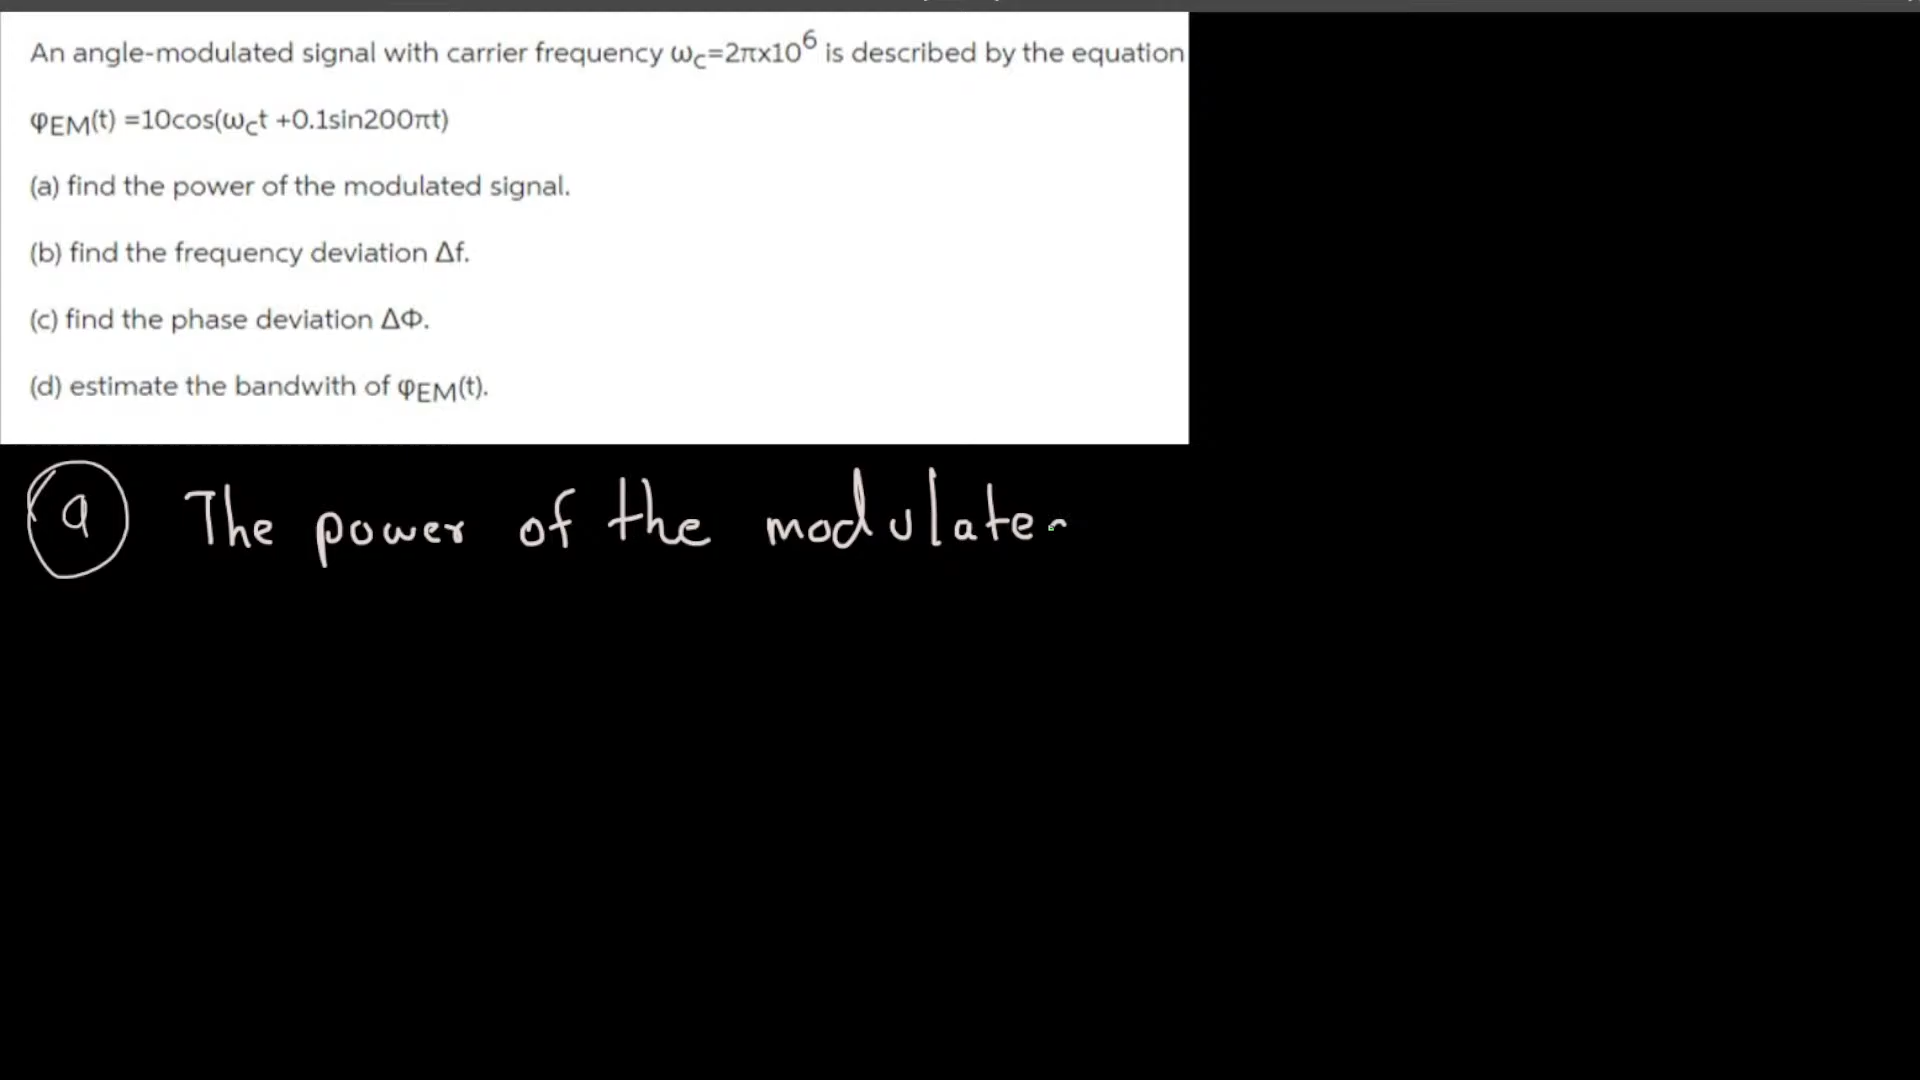 An angle-modulated signal with carrier frequency ωc=2πx10^6 is described by the equation
φEM(t) =10cos(ωct +0.1sin200πt)
(a) find the power of the modulated signal.
(b) find the frequency deviation Δf.
(c) find the phase deviation ΔΦ.
(d) estimate the bandwith of φEM(t).
a The power of the modulate